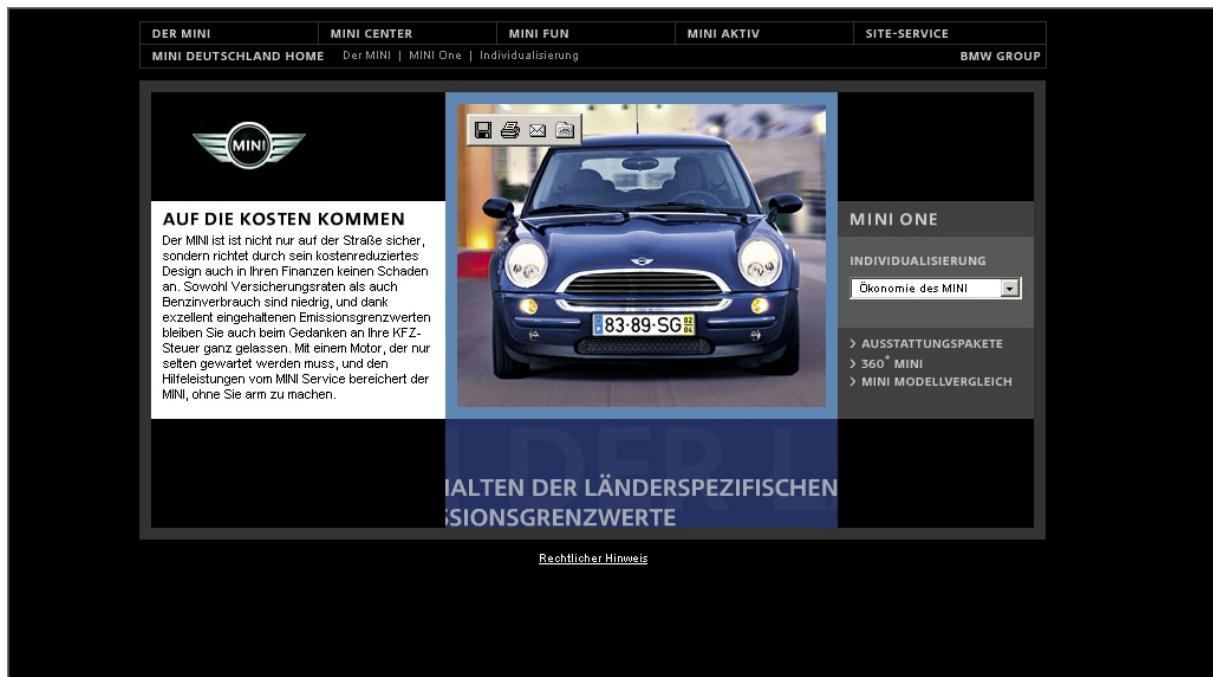 DER MINI
MINI CENTER
MINI FUN
MINI AKTIV
SITE-SERVICE
MINI DEUTSCHLAND HOME
Der MINI | MINI One | Individualisierung
BMW GROUP
MINI
AUF DIE KOSTEN KOMMEN
Der MINI ist ist nicht nur auf der Straße sicher,
sondern richtet durch sein kostenreduziertes
Design auch in Ihren Finanzen keinen Schaden
an. Sowohl Versicherungsraten als auch
Benzinverbrauch sind niedrig, und dank
exzellent eingehaltenen Emissionsgrenzwerten
bleiben Sie auch beim Gedanken an Ihre KFZ-
Steuer ganz gelassen. Mit einem Motor, der nur
selten gewartet werden muss, und den
Hilfeleistungen vom MINI Service bereichert der
MINI, ohne Sie arm zu machen.
83-89-SG 02
04
MINI ONE
INDIVIDUALISIERUNG
Ökonomie des MINI
> AUSSTATTUNGSPAKETE
> 360° MINI
> MINI MODELLVERGLEICH
DER L
HALTEN DER LÄNDERSPEZIFISCHEN
SSIONSGRENZWERTE
Rechtlicher Hinweis